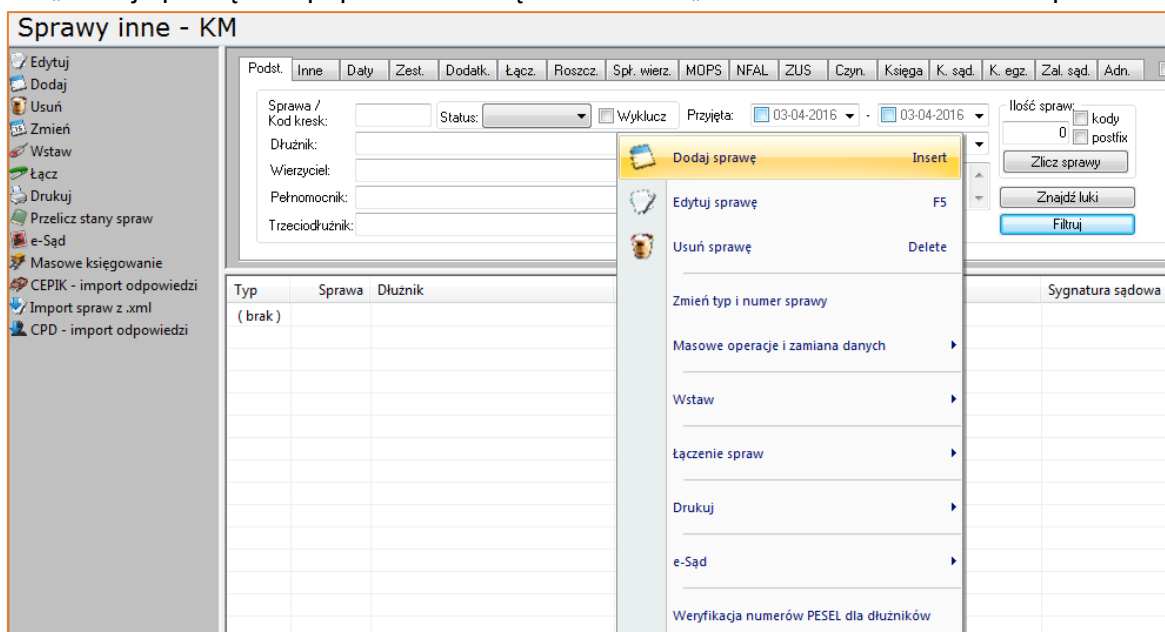 Sprawy inne - KM
Edytuj
Dodaj
Usuń
Zmień
Wstaw
Łącz
Drukuj
Przelicz stany spraw
e-Sąd
Masowe księgowanie
CEPIK - import odpowiedzi
Import spraw z .xml
CPD - import odpowiedzi
Podst. Inne Daty Zest. Dodatk. Łącz. Roszcz. Spł. wierz. MOPS NFAL ZUS Czyn. Księga K. sąd. K. egz. Zal. sąd. Adn.
Sprawa /
Kod kresk:
Status:
Wyklucz
Przyjęta: 03-04-2016 - 03-04-2016
Dłużnik:
Wierzyciel:
Pełnomocnik:
Trzeciodłużnik:
Ilość spraw:
0
kody
postfix
Zlicz sprawy
Znajdź luki
Filtruj
Typ Sprawa Dłużnik Sygnatura sądowa
( brak )
Dodaj sprawę Insert
Edytuj sprawę F5
Usuń sprawę Delete
Zmień typ i numer sprawy
Masowe operacje i zamiana danych
Wstaw
Łączenie spraw
Drukuj
e-Sąd
Weryfikacja numerów PESEL dla dłużników